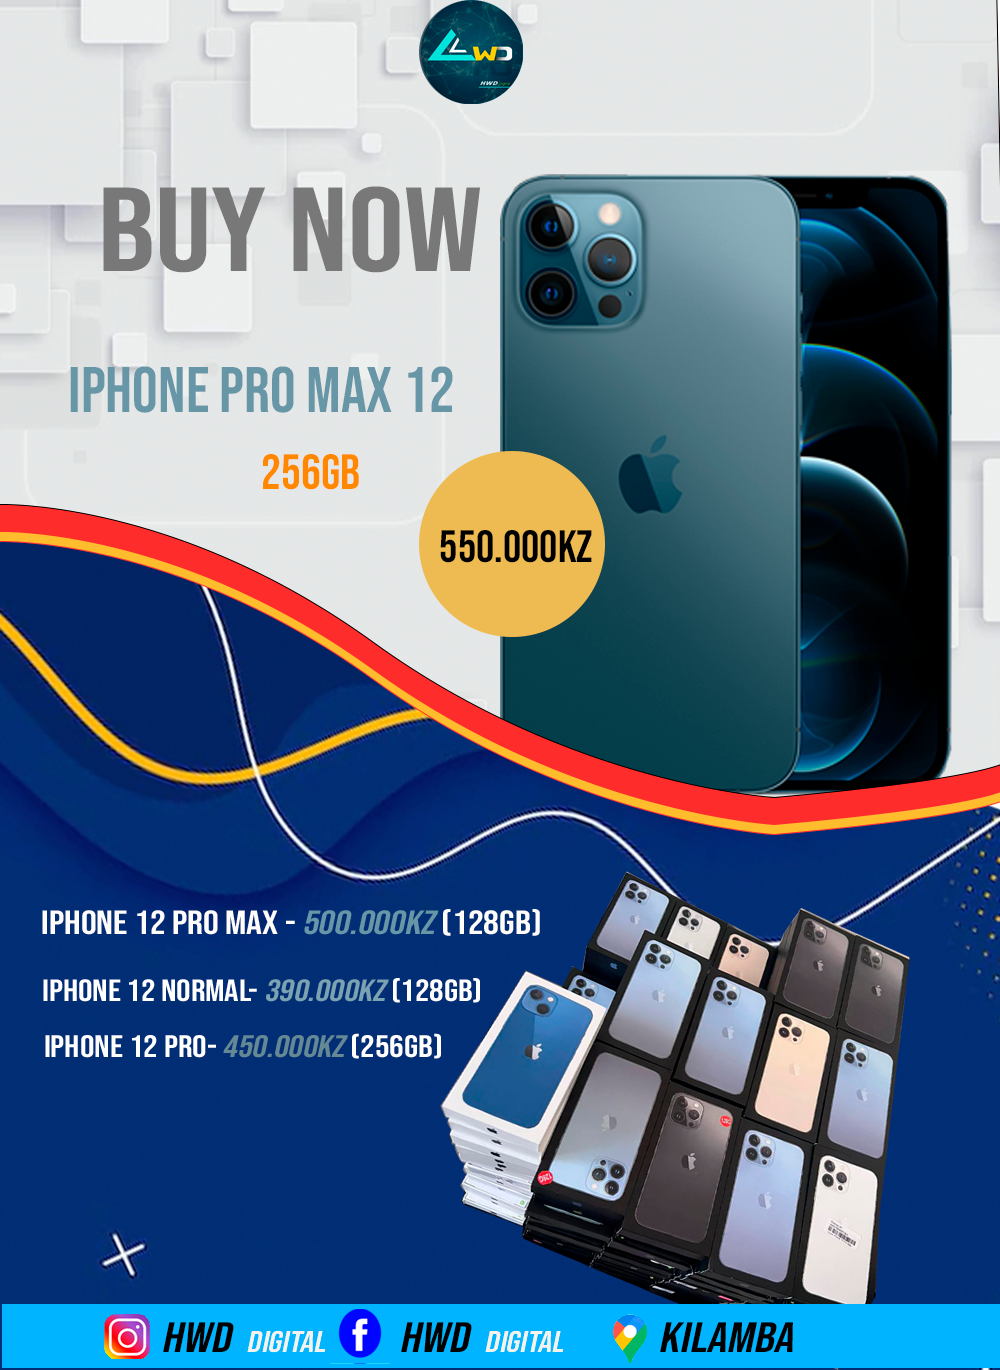 WD
HWD
BUY NOW
IPHONE PRO MAX 12
256GB
550.000KZ
IPHONE 12 PRO MAX - 500.000KZ (128GB)
IPHONE 12 NORMAL- 390.000KZ (128GB)
IPHONE 12 PRO- 450.000KZ (256GB)
HWD DIGITAL HWD DIGITAL KILAMBA